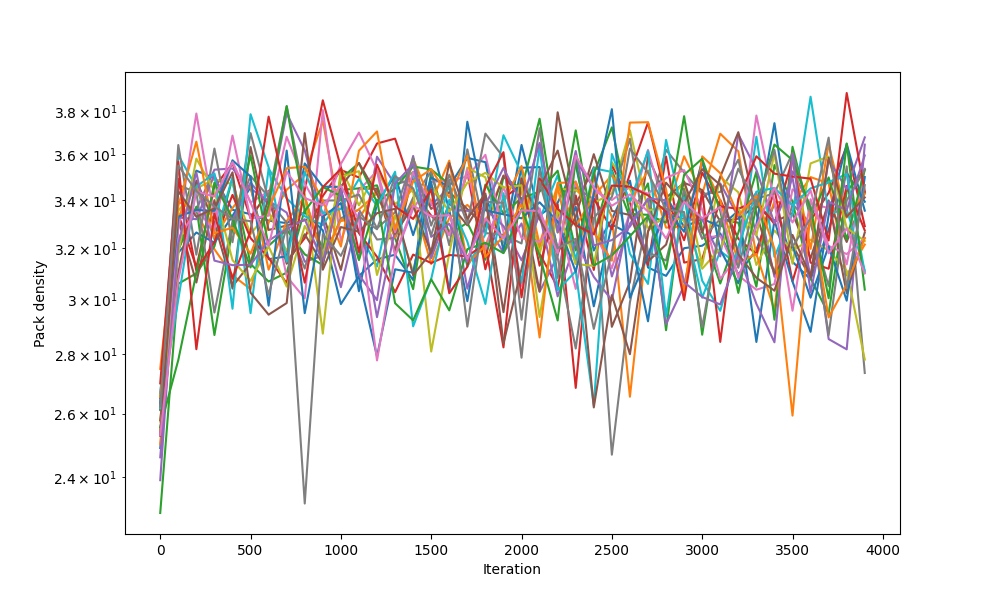 3.8 × 10¹
3.6 × 10¹
3.4 × 10¹
3.2 × 10¹
3 × 10¹
2.8 × 10¹
2.6 × 10¹
2.4 × 10¹
Pack density
0 500 1000 1500 2000 2500 3000 3500 4000
Iteration